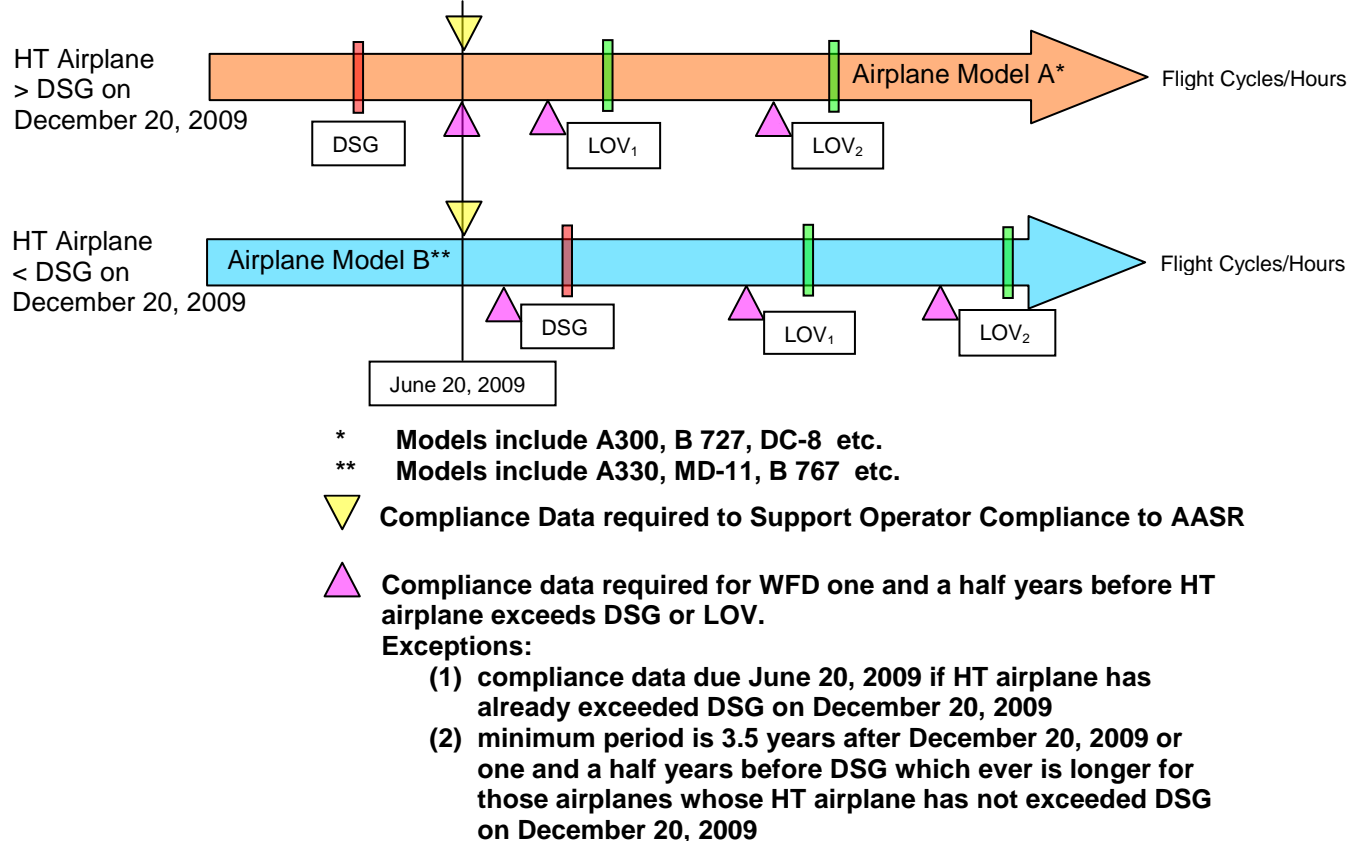 HT Airplane
> DSG on
December 20, 2009
Airplane Model A*
Flight Cycles/Hours
DSG
LOV₁
LOV₂
HT Airplane
< DSG on
December 20, 2009
Airplane Model B**
Flight Cycles/Hours
DSG
LOV₁
LOV₂
June 20, 2009
* Models include A300, B 727, DC-8 etc.
** Models include A330, MD-11, B 767 etc.
Compliance Data required to Support Operator Compliance to AASR
Compliance data required for WFD one and a half years before HT
airplane exceeds DSG or LOV.
Exceptions:
(1) compliance data due June 20, 2009 if HT airplane has
already exceeded DSG on December 20, 2009
(2) minimum period is 3.5 years after December 20, 2009 or
one and a half years before DSG which ever is longer for
those airplanes whose HT airplane has not exceeded DSG
on December 20, 2009